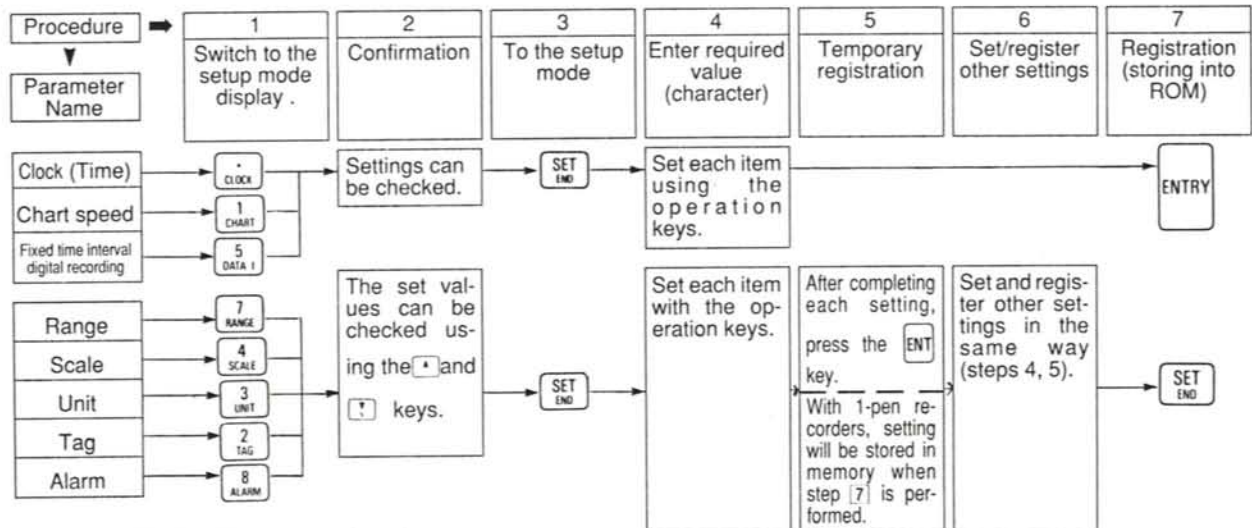 Procedure
Parameter
Name
1
Switch to the
setup mode
display .
2
Confirmation
3
To the setup
mode
4
Enter required
value
(character)
5
Temporary
registration
6
Set/register
other settings
7
Registration
(storing into
ROM)
Clock (Time)
Chart speed
Fixed time interval
digital recording
.
CLOCK
1
CHART
5
DATA I
Settings can
be checked.
SET
END
Set each item
using the
operation
keys.
ENTRY
Range
Scale
Unit
Tag
Alarm
7
RANGE
4
SCALE
3
UNIT
2
TAG
8
ALARM
The set val-
ues can be
checked us-
ing the and
keys.
SET
END
Set each item
with the op-
eration keys.
After completing
each setting,
press the ENT
key.
With 1-pen re-
corders, setting
will be stored in
memory when
step 7 is per-
formed.
Set and regis-
ter other set-
tings in the
same way
(steps 4, 5).
SET
END